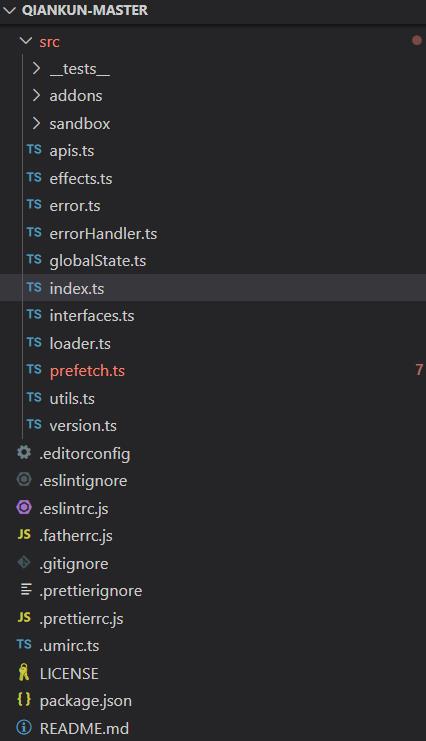 QIANKUN-MASTER
src
__tests__
addons
sandbox
TS apis.ts
TS effects.ts
TS error.ts
TS errorHandler.ts
TS globalState.ts
TS index.ts
TS interfaces.ts
TS loader.ts
TS prefetch.ts 7
TS utils.ts
TS version.ts
.editorconfig
.eslintignore
.eslintrc.js
JS .fatherrc.js
.gitignore
.prettierignore
JS .prettierrc.js
TS .umirc.ts
LICENSE
{} package.json
README.md